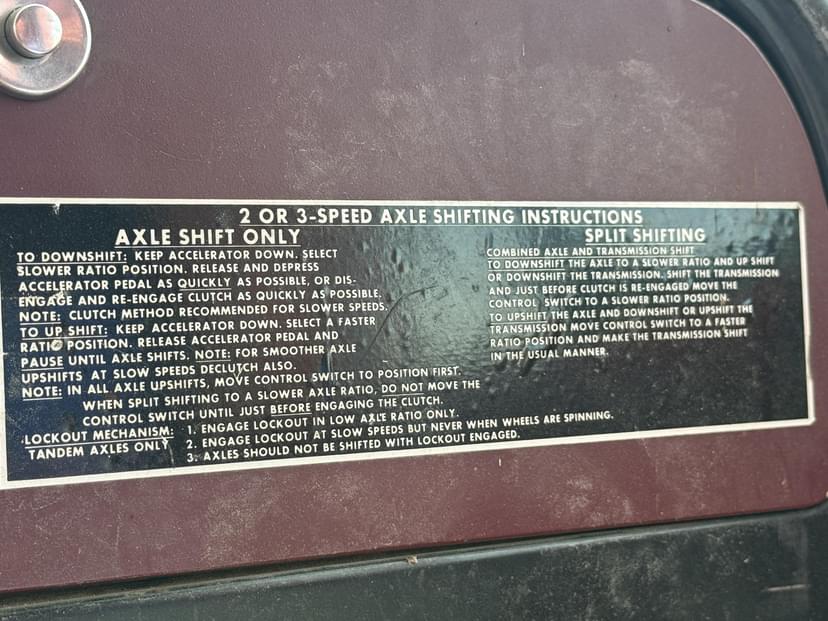 2 OR 3-SPEED AXLE SHIFTING INSTRUCTIONS
AXLE SHIFT ONLY
TO DOWNSHIFT: KEEP ACCELERATOR DOWN. SELECT
SLOWER RATIO POSITION. RELEASE AND DEPRESS
ACCELERATOR PEDAL AS QUICKLY AS POSSIBLE, OR DIS-
ENGAGE AND RE-ENGAGE CLUTCH AS QUICKLY AS POSSIBLE.
NOTE: CLUTCH METHOD RECOMMENDED FOR SLOWER SPEEDS.
TO UP SHIFT: KEEP ACCELERATOR DOWN. SELECT A FASTER
RATIO POSITION. RELEASE ACCELERATOR PEDAL AND
PAUSE UNTIL AXLE SHIFTS. NOTE: FOR SMOOTHER AXLE
UPSHIFTS AT SLOW SPEEDS DECLUTCH ALSO.
NOTE: IN ALL AXLE UPSHIFTS, MOVE CONTROL SWITCH TO POSITION FIRST.
WHEN SPLIT SHIFTING TO A SLOWER AXLE RATIO, DO NOT MOVE THE
CONTROL SWITCH UNTIL JUST BEFORE ENGAGING THE CLUTCH.
SPLIT SHIFTING
COMBINED AXLE AND TRANSMISSION SHIFT
TO DOWNSHIFT THE AXLE TO A SLOWER RATIO AND UP SHIFT
OR DOWNSHIFT THE TRANSMISSION. SHIFT THE TRANSMISSION
AND JUST BEFORE CLUTCH IS RE-ENGAGED MOVE THE
CONTROL SWITCH TO A SLOWER RATIO POSITION.
TO UPSHIFT THE AXLE AND DOWNSHIFT OR UPSHIFT THE
TRANSMISSION MOVE CONTROL SWITCH TO A FASTER
RATIO POSITION AND MAKE THE TRANSMISSION SHIFT
IN THE USUAL MANNER.
LOCKOUT MECHANISM: 1. ENGAGE LOCKOUT IN LOW AXLE RATIO ONLY.
TANDEM AXLES ONLY 2. ENGAGE LOCKOUT AT SLOW SPEEDS BUT NEVER WHEN WHEELS ARE SPINNING.
3. AXLES SHOULD NOT BE SHIFTED WITH LOCKOUT ENGAGED.